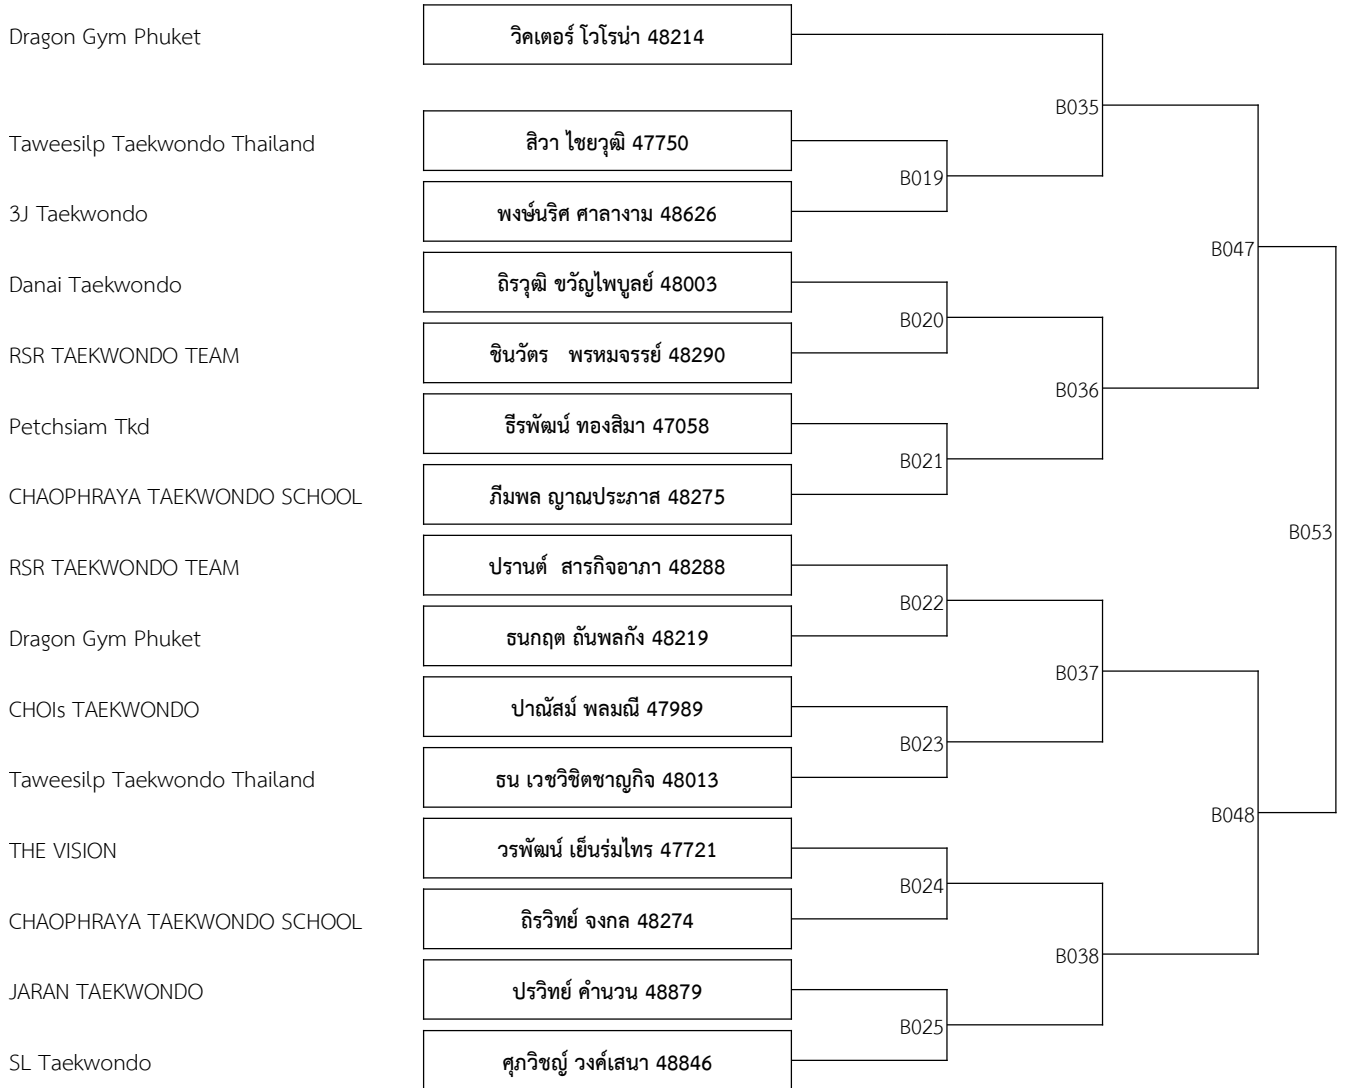 Dragon Gym Phuket วิคเตอร์ โวโรน่า 48214
B035
Taweesilp Taekwondo Thailand สิวา ไชยวุฒิ 47750
B019
3J Taekwondo พงษ์นริศ ศาลางาม 48626
B047
Danai Taekwondo ถิรวุฒิ ขวัญไพบูลย์ 48003
B020
RSR TAEKWONDO TEAM ชินวัตร พรหมจรรย์ 48290
B036
Petchsiam Tkd ธีรพัฒน์ ทองสิมา 47058
B021
CHAOPHRAYA TAEKWONDO SCHOOL ภีมพล ญาณประภาส 48275
B053
RSR TAEKWONDO TEAM ปรานต์ สารกิจอาภา 48288
B022
Dragon Gym Phuket ธนกฤต ถันพลกัง 48219
B037
CHOIs TAEKWONDO ปาณัสม์ พลมณี 47989
B023
Taweesilp Taekwondo Thailand ธน เวชวิชิตชาญกิจ 48013
B048
THE VISION วรพัฒน์ เย็นร่มไทร 47721
B024
CHAOPHRAYA TAEKWONDO SCHOOL ถิรวิทย์ จงกล 48274
B038
JARAN TAEKWONDO ปรวิทย์ คำนวน 48879
B025
SL Taekwondo ศุภวิชญ์ วงค์เสนา 48846